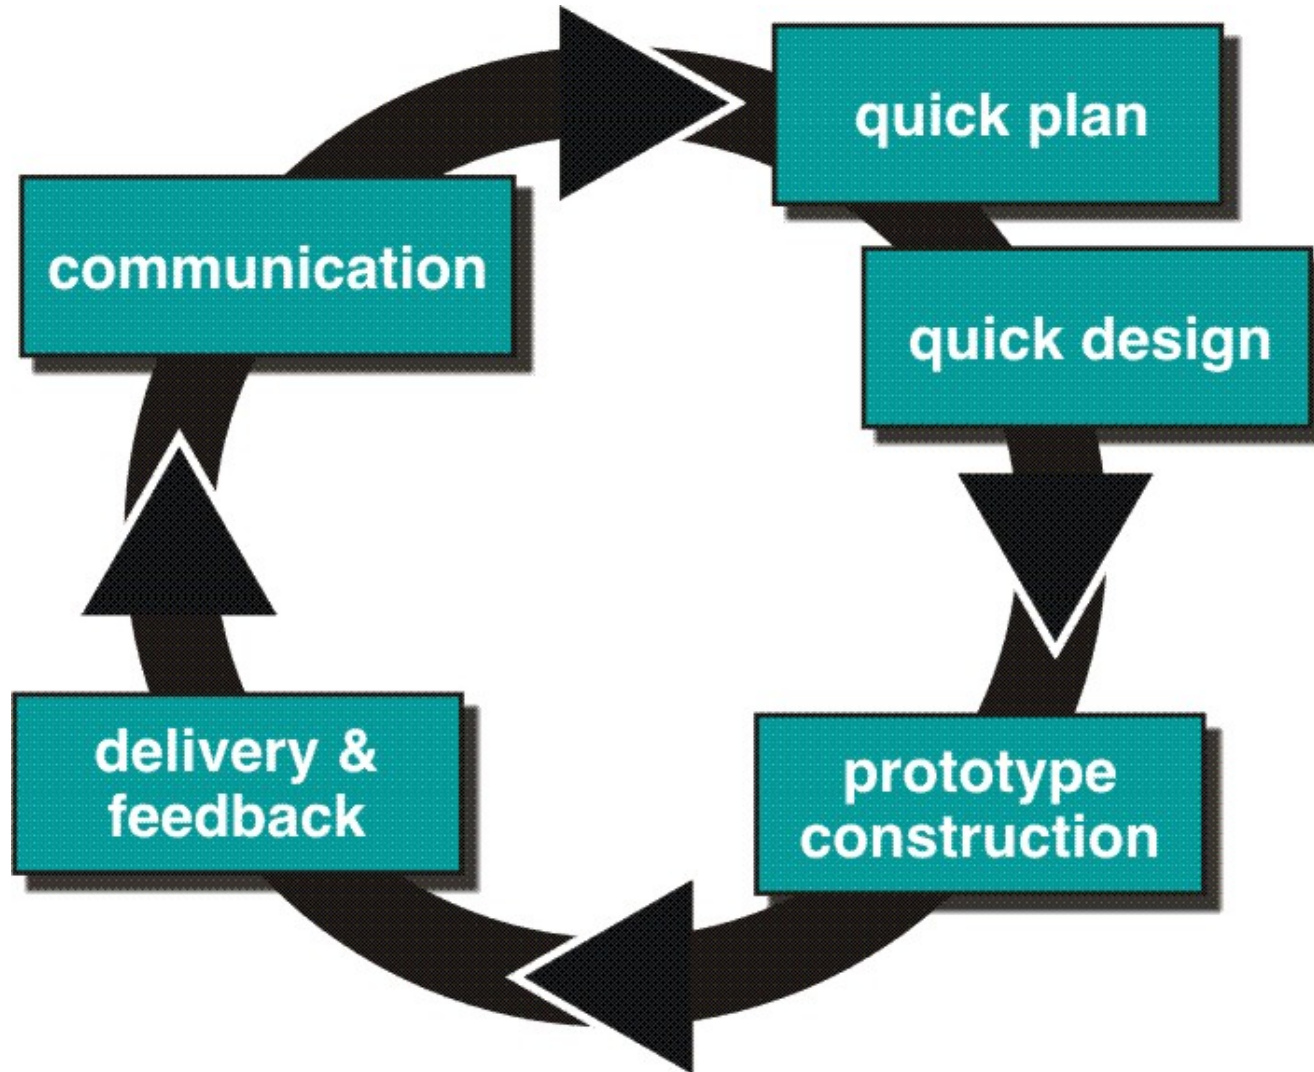 communication
quick plan
quick design
prototype
construction
delivery &
feedback